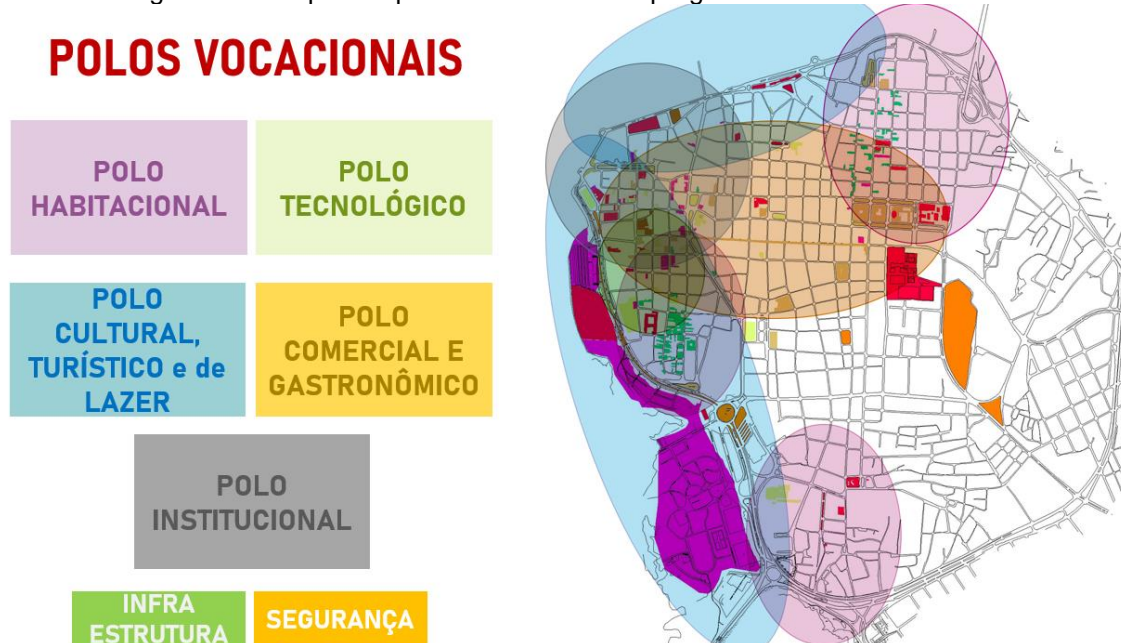 POLOS VOCACIONAIS
POLO
HABITACIONAL
POLO
TECNOLÓGICO
POLO
CULTURAL,
TURÍSTICO e de
LAZER
POLO
COMERCIAL E
GASTRONÔMICO
POLO
INSTITUCIONAL
INFRA
ESTRUTURA
SEGURANÇA